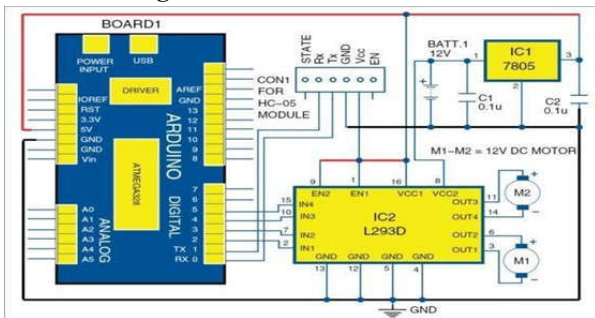 BOARD1
POWER INPUT
USB
DRIVER
IOREF
RST
3.3V
5V
GND
GND
Vin
A0
A1
A2
A3
A4
A5
ANALOG
ATMEGA328
ARDUINO
DIGITAL
AREF
GND
13
12
11
10
9
8
7
6
5
4
3
2
TX 1
RX 0
CON1
FOR
HC-05
MODULE
STATE
Rx
Tx
GND
Vcc
EN
BATT.1
12V
IC1
7805
1
3
2
C1
0.1u
C2
0.1u
M1-M2 = 12V DC MOTOR
9
1
16
8
EN2
EN1
VCC1
VCC2
15
IN4
10
IN3
7
IN2
2
IN1
IC2
L293D
OUT3
11
OUT4
14
OUT2
6
OUT1
3
GND
GND
GND
GND
13
12
5
4
M2
M1
GND